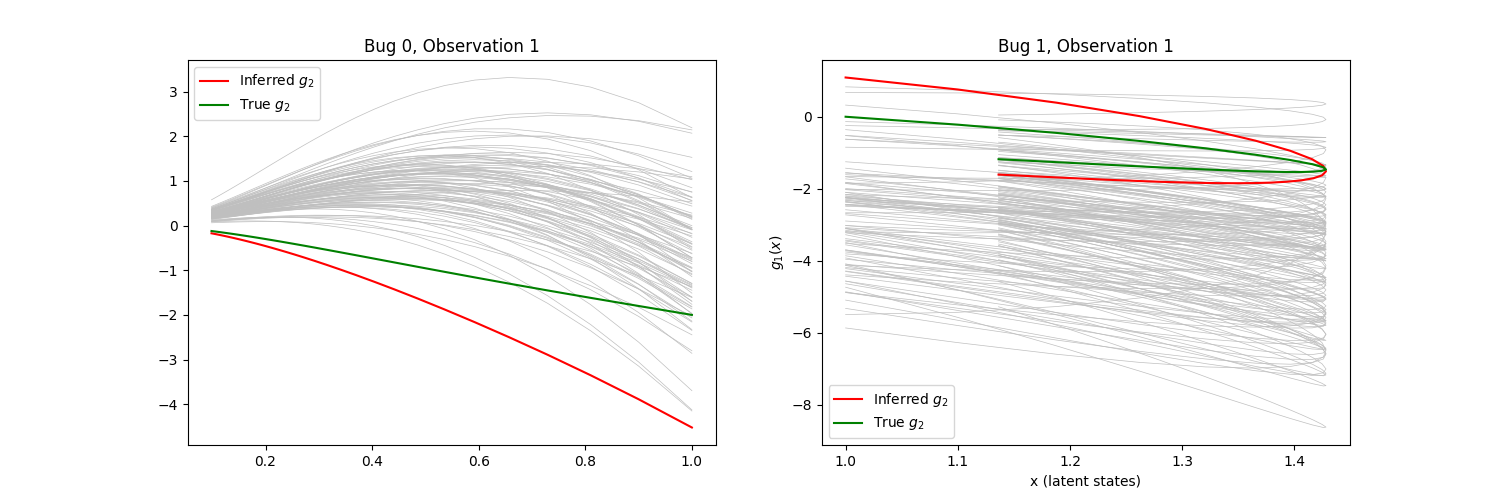 Bug 0, Observation 1
Inferred g₂
True g₂
3
2
1
0
−1
−2
−3
−4
0.2 0.4 0.6 0.8 1.0
Bug 1, Observation 1
g₁(x)
0
−2
−4
−6
−8
Inferred g₂
True g₂
1.0 1.1 1.2 1.3 1.4
x (latent states)